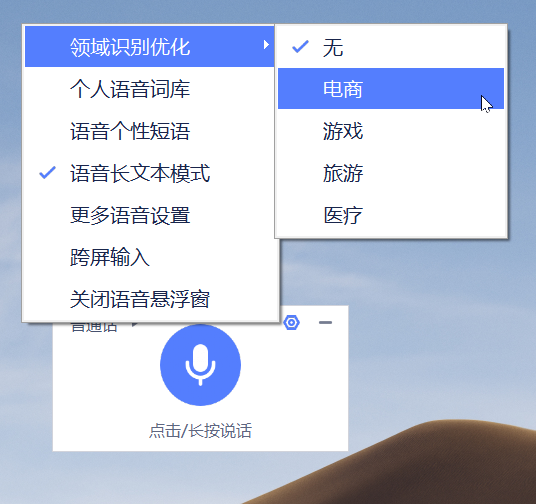 领域识别优化
个人语音词库
语音个性短语
语音长文本模式
更多语音设置
跨屏输入
关闭语音悬浮窗
无
电商
游戏
旅游
医疗
普通话
点击/长按说话